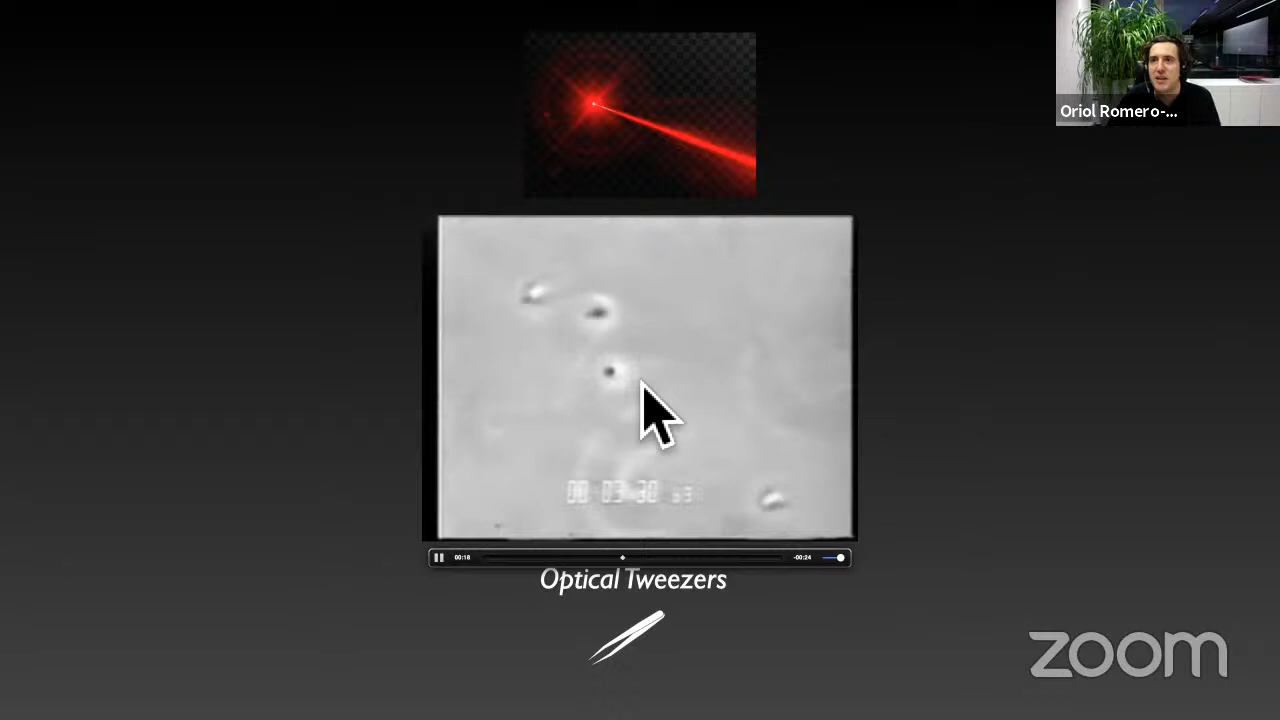 Oriol Romero-...
00 03 30
00:18
-00:24
Optical Tweezers
zoom